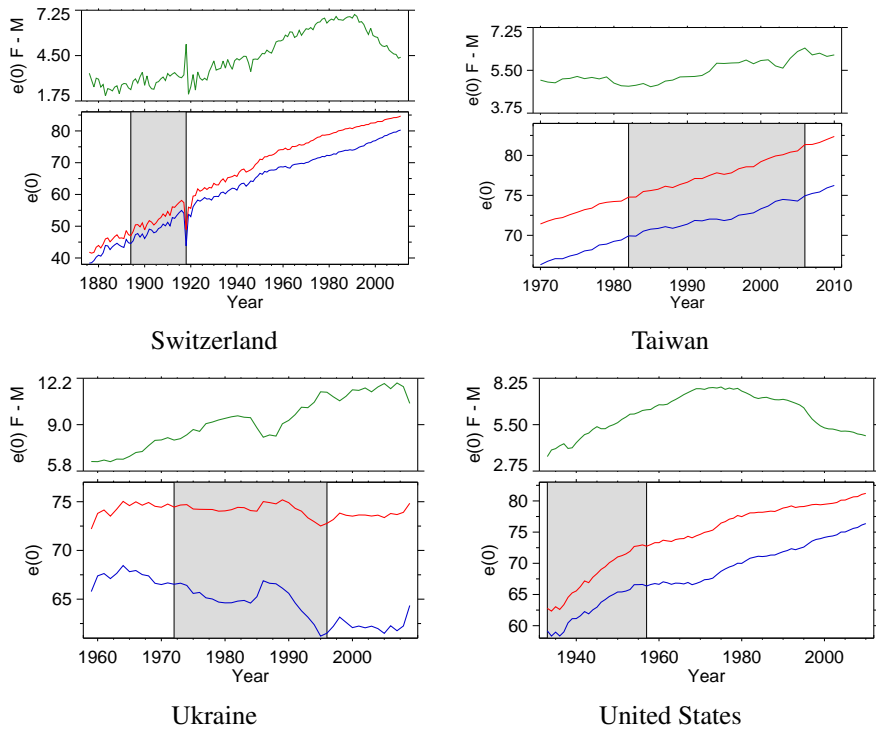 7.25
4.50
1.75
e(0) F - M
80
70
60
50
40
e(0)
1880 1900 1920 1940 1960 1980 2000
Year
Switzerland
7.25
5.50
3.75
e(0) F - M
80
75
70
e(0)
1970 1980 1990 2000 2010
Year
Taiwan
12.2
9.0
5.8
e(0) F - M
75
70
65
e(0)
1960 1970 1980 1990 2000
Year
Ukraine
8.25
5.50
2.75
e(0) F - M
80
75
70
65
60
e(0)
1940 1960 1980 2000
Year
United States